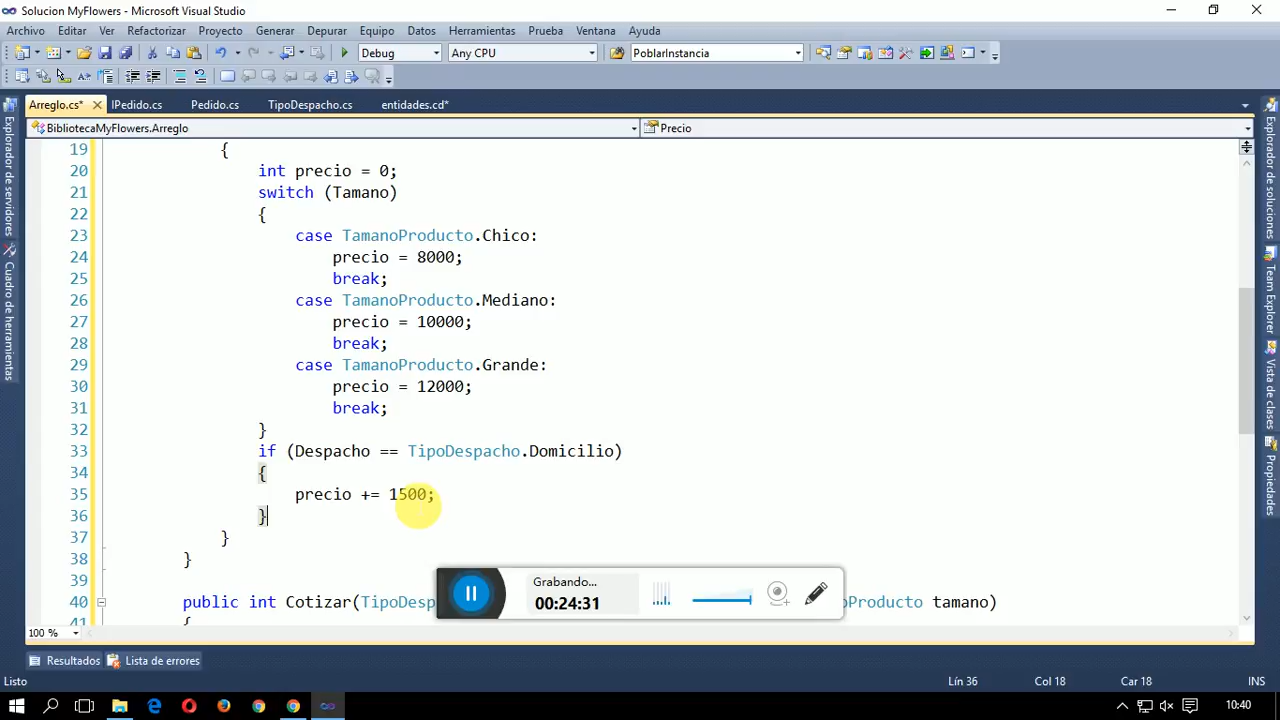 Solucion MyFlowers - Microsoft Visual Studio
Archivo Editar Ver Refactorizar Proyecto Generar Depurar Equipo Datos Herramientas Prueba Ventana Ayuda
Debug Any CPU PoblarInstancia
Arreglo.cs* IPedido.cs Pedido.cs TipoDespacho.cs entidades.cd*
BibliotecaMyFlowers.Arreglo Precio
19 {
20 int precio = 0;
21 switch (Tamano)
22 {
23 case TamanoProducto.Chico:
24 precio = 8000;
25 break;
26 case TamanoProducto.Mediano:
27 precio = 10000;
28 break;
29 case TamanoProducto.Grande:
30 precio = 12000;
31 break;
32 }
33 if (Despacho == TipoDespacho.Domicilio)
34 {
35 precio += 1500;
36 }
37 }
38 }
39
40 public int Cotizar(TipoDesp Producto tamano)
41 {
Grabando...
00:24:31
100 %
Resultados Lista de errores
Listo Lín 36 Col 18 Car 18 INS
10:40
Explorador de servidores
Cuadro de herramientas
Explorador de soluciones
Team Explorer
Vista de clases
Propiedades